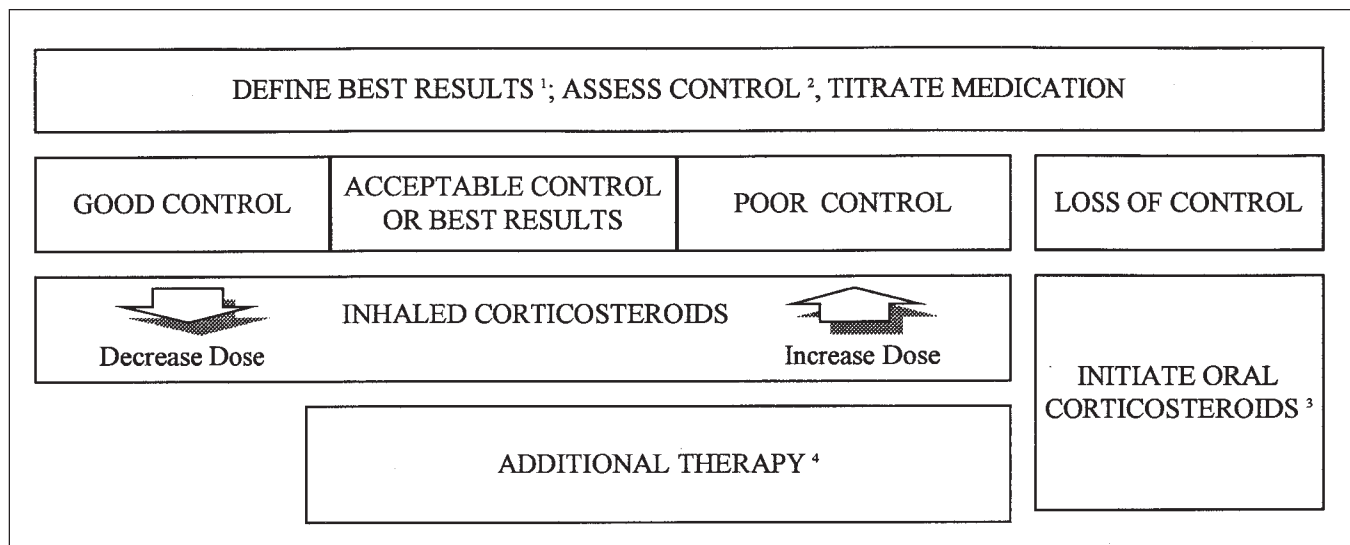 DEFINE BEST RESULTS ¹; ASSESS CONTROL ², TITRATE MEDICATION
GOOD CONTROL
ACCEPTABLE CONTROL
OR BEST RESULTS
POOR CONTROL
LOSS OF CONTROL
INHALED CORTICOSTEROIDS
Decrease Dose
Increase Dose
INITIATE ORAL
CORTICOSTEROIDS ³
ADDITIONAL THERAPY ⁴